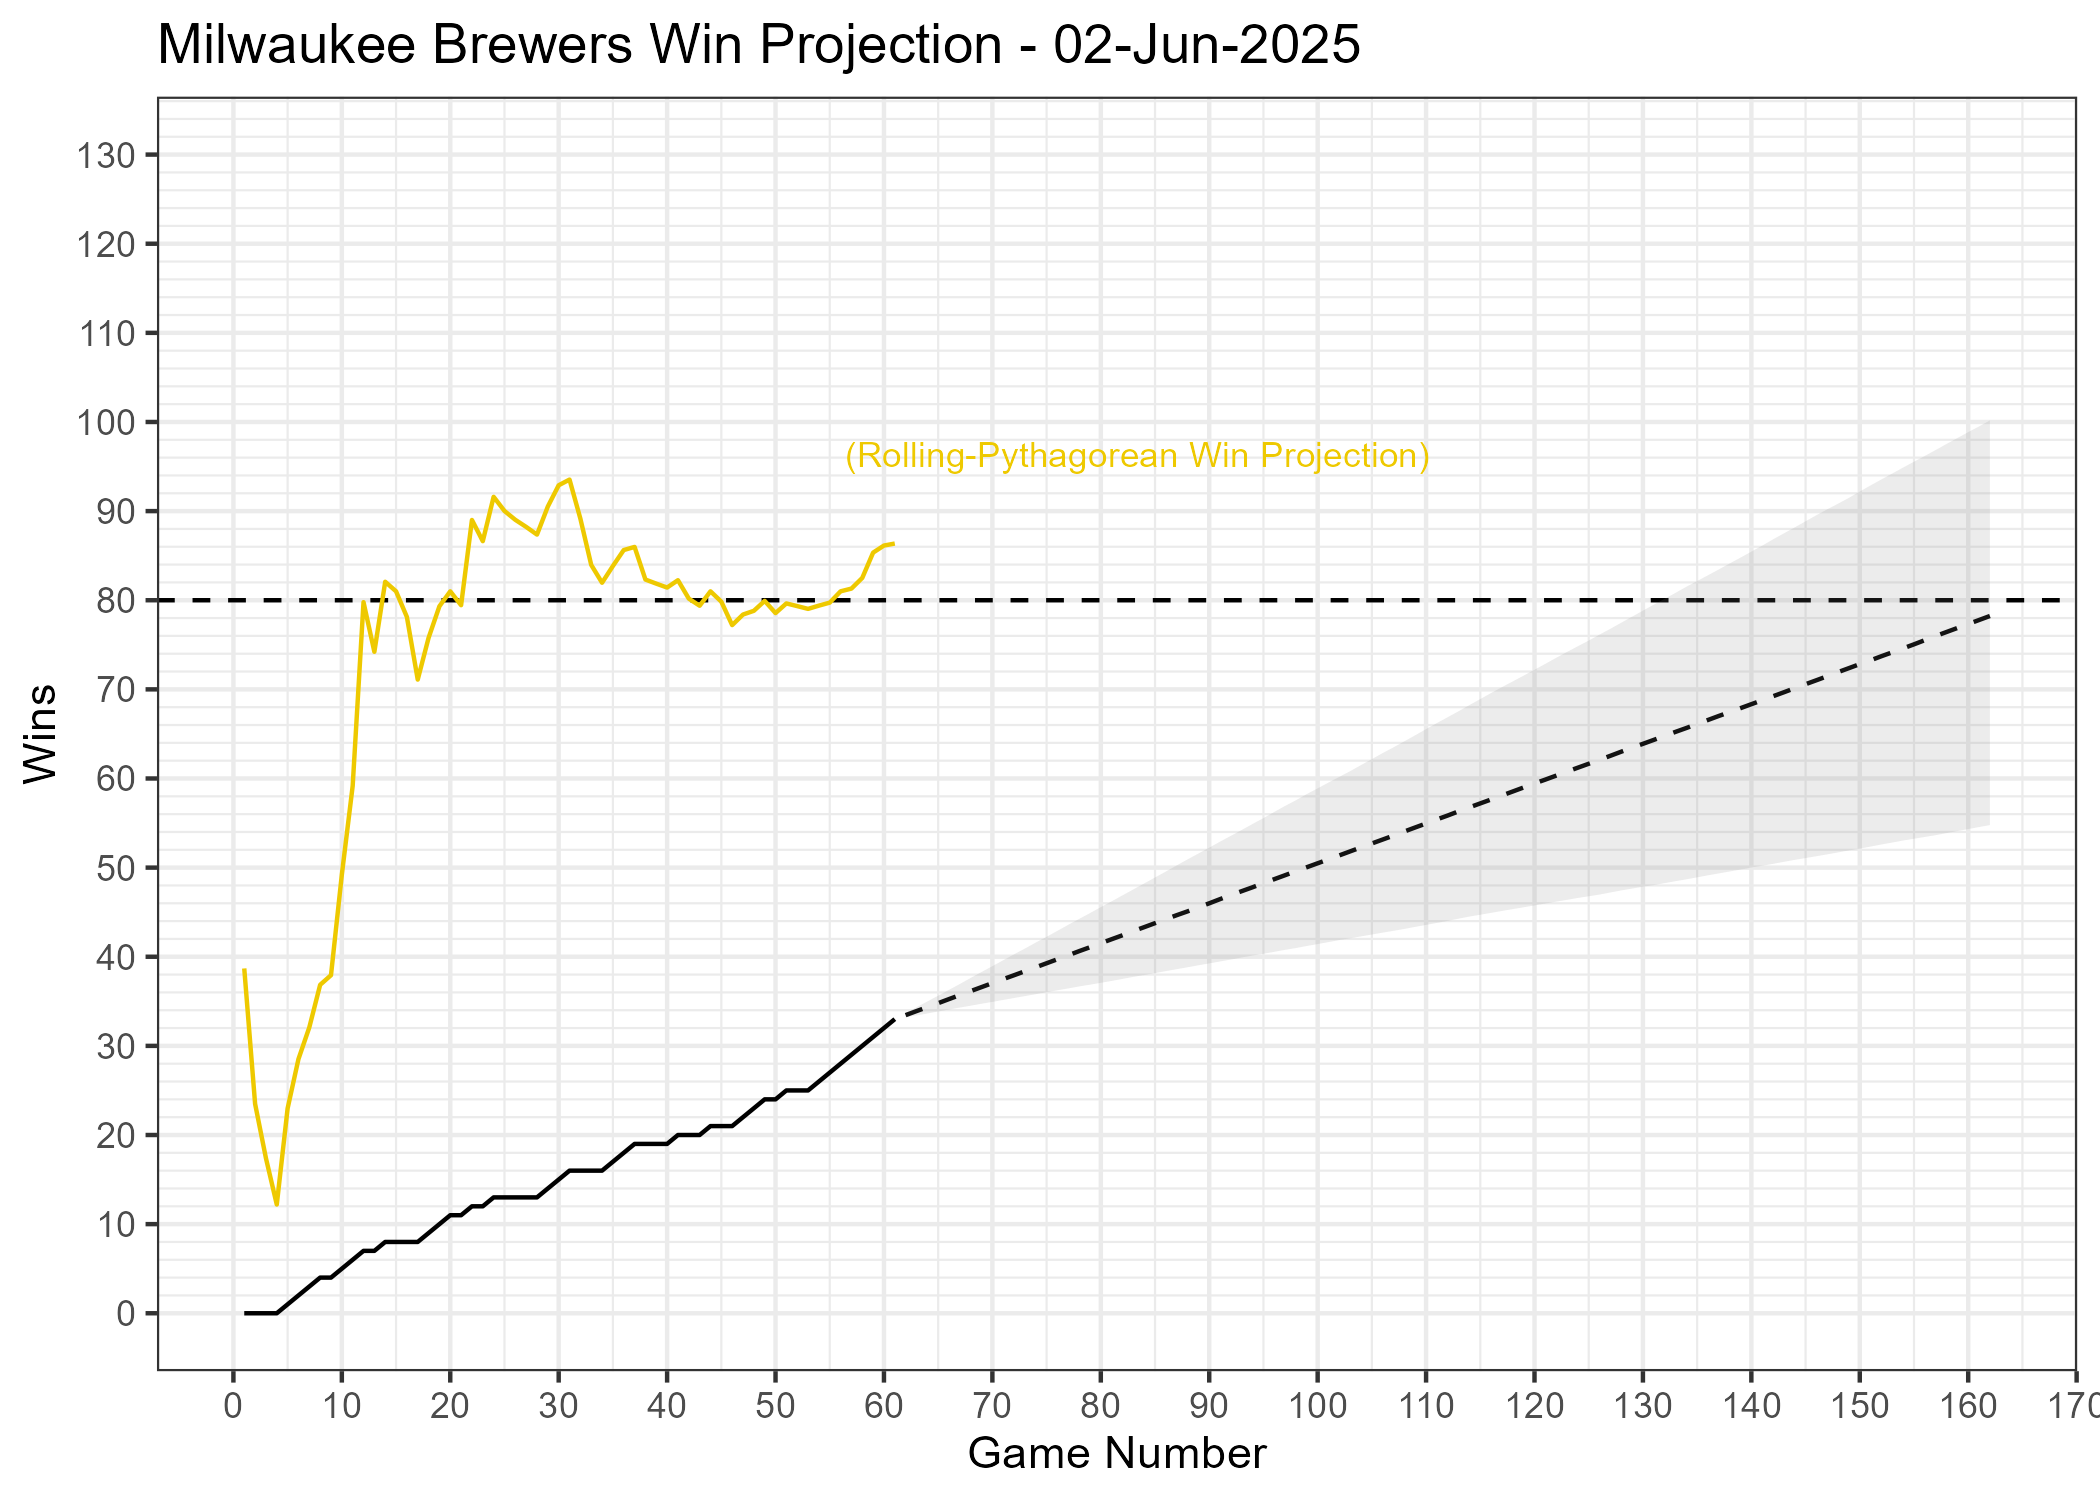 Milwaukee Brewers Win Projection - 02-Jun-2025
130
120
110
100
(Rolling-Pythagorean Win Projection)
90
80
70
Wins
60
50
40
30
20
10
0
0 10 20 30 40 50 60 70 80 90 100 110 120 130 140 150 160 170
Game Number